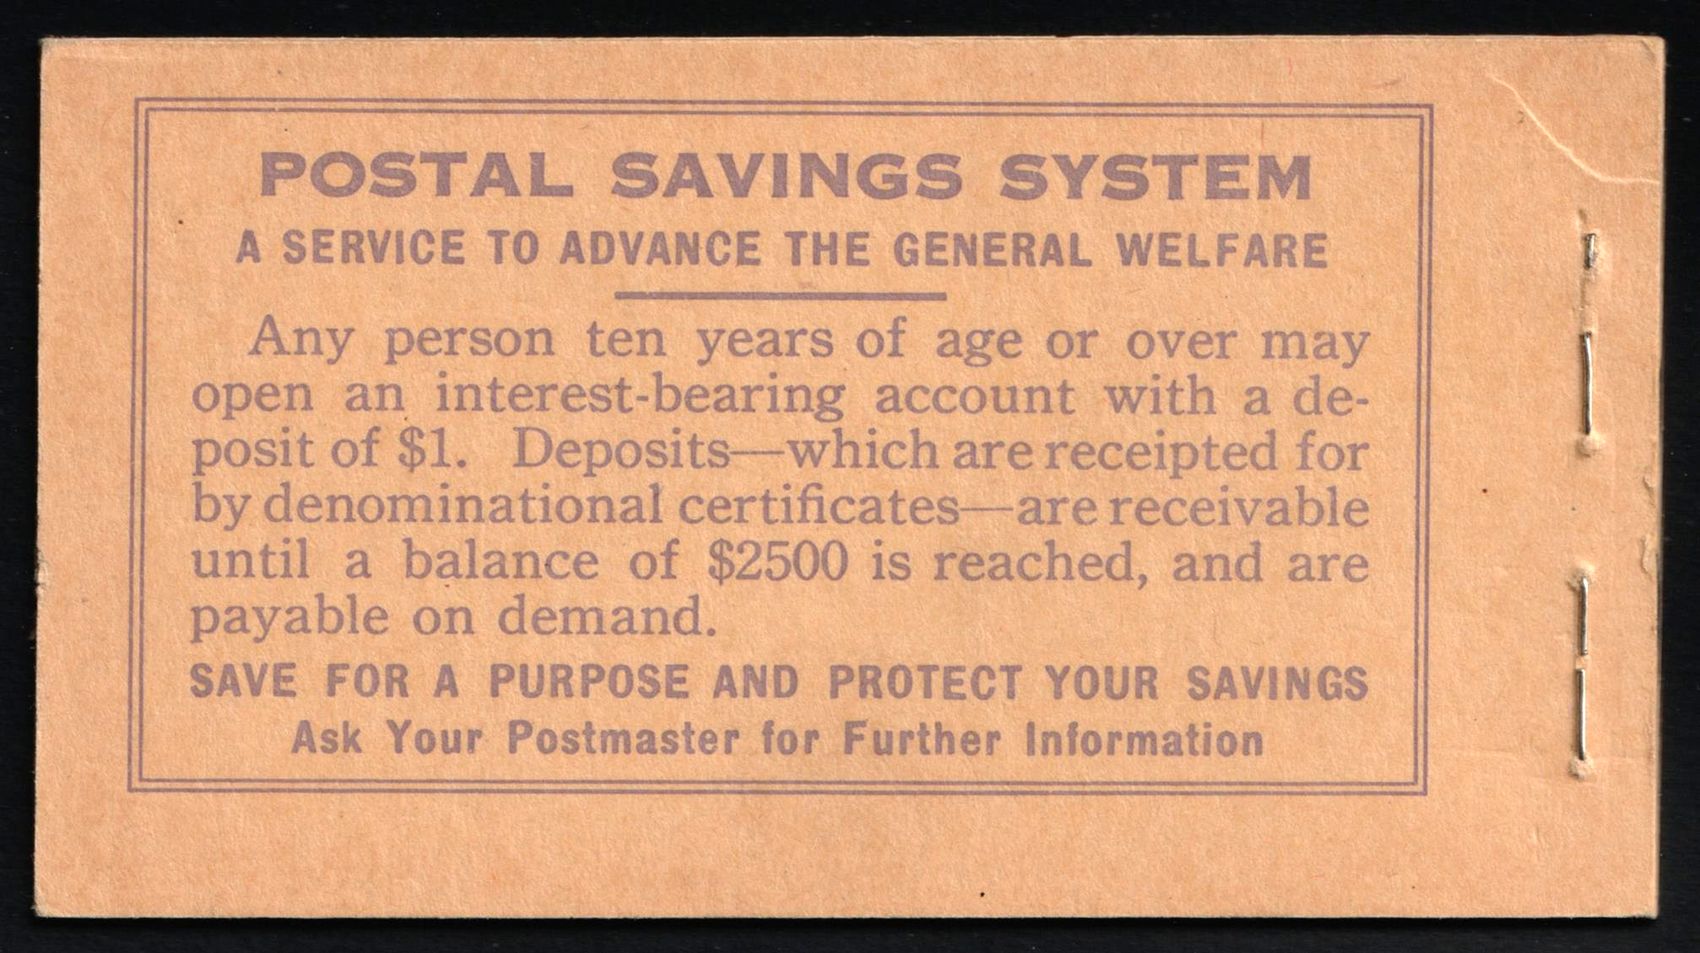 POSTAL SAVINGS SYSTEM
A SERVICE TO ADVANCE THE GENERAL WELFARE
Any person ten years of age or over may
open an interest-bearing account with a de-
posit of $1. Deposits—which are receipted for
by denominational certificates—are receivable
until a balance of $2500 is reached, and are
payable on demand.
SAVE FOR A PURPOSE AND PROTECT YOUR SAVINGS
Ask Your Postmaster for Further Information